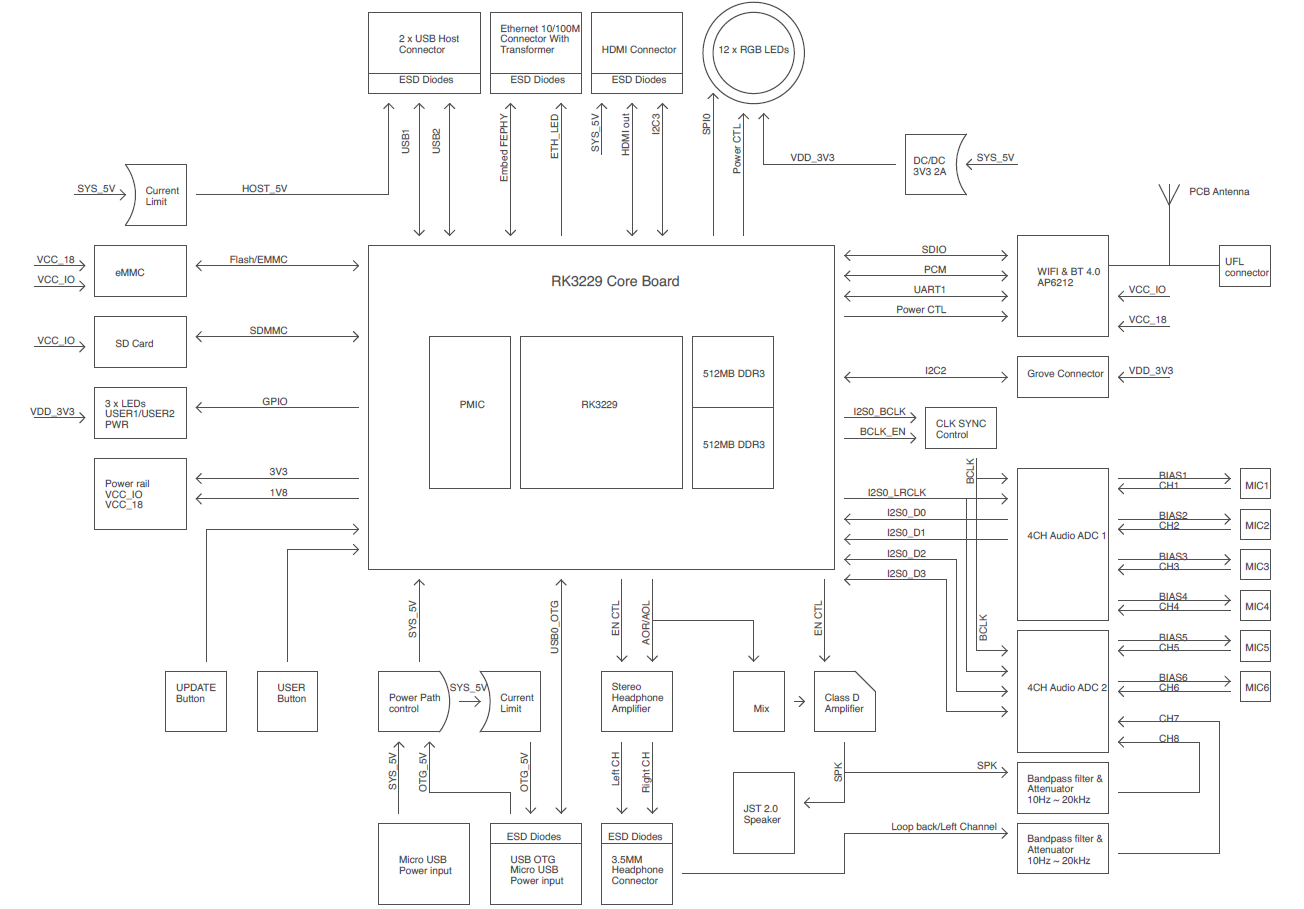 2 x USB Host
Connector
ESD Diodes
Ethernet 10/100M
Connector With
Transformer
ESD Diodes
HDMI Connector
ESD Diodes
12 x RGB LEDs
USB1
USB2
Embed FEPHY
ETH_LED
SYS_5V
HDMI out
I2C3
SPI0
Power CTL
VDD_3V3
DC/DC
3V3 2A
SYS_5V
SYS_5V
Current
Limit
HOST_5V
PCB Antenna
VCC_18
VCC_IO
eMMC
Flash/EMMC
RK3229 Core Board
SDIO
PCM
UART1
Power CTL
WIFI & BT 4.0
AP6212
UFL
connector
VCC_IO
VCC_18
VCC_IO
SD Card
SDMMC
PMIC
RK3229
512MB DDR3
512MB DDR3
I2C2
Grove Connector
VDD_3V3
VDD_3V3
3 x LEDs
USER1/USER2
PWR
GPIO
I2S0_BCLK
BCLK_EN
CLK SYNC
Control
Power rail
VCC_IO
VCC_18
3V3
1V8
BCLK
I2S0_LRCLK
I2S0_D0
I2S0_D1
I2S0_D2
I2S0_D3
4CH Audio ADC 1
BIAS1
CH1
MIC1
BIAS2
CH2
MIC2
BIAS3
CH3
MIC3
BIAS4
CH4
MIC4
BCLK
4CH Audio ADC 2
BIAS5
CH5
MIC5
BIAS6
CH6
MIC6
CH7
CH8
SYS_5V
USB0_OTG
EN CTL
AOR/AOL
EN CTL
UPDATE
Button
USER
Button
Power Path
control
SYS_5V
Current
Limit
Stereo
Headphone
Amplifier
Mix
Class D
Amplifier
SYS_5V
OTG_5V
OTG_5V
Left CH
Right CH
SPK
SPK
Bandpass filter &
Attenuator
10Hz ~ 20kHz
JST 2.0
Speaker
Loop back/Left Channel
Bandpass filter &
Attenuator
10Hz ~ 20kHz
Micro USB
Power input
ESD Diodes
USB OTG
Micro USB
Power input
ESD Diodes
3.5MM
Headphone
Connector